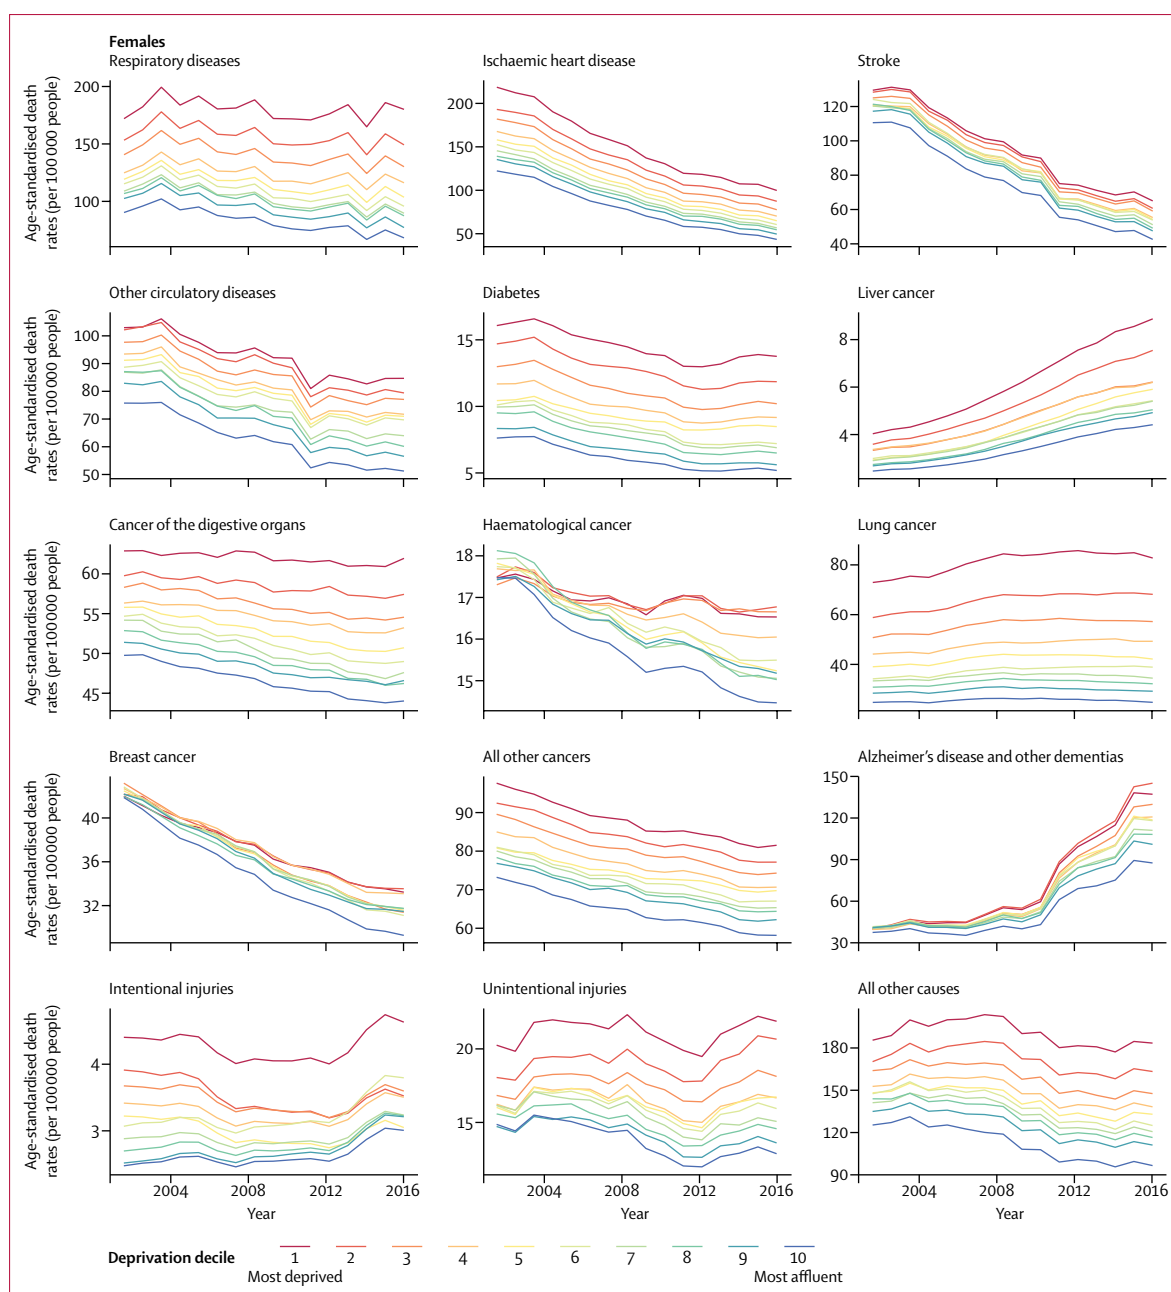 Females
Respiratory diseases
Ischaemic heart disease
Stroke
Age-standardised death
rates (per 100 000 people)
200
150
100
200
150
100
50
120
100
80
60
40
Other circulatory diseases
Diabetes
Liver cancer
Age-standardised death
rates (per 100 000 people)
100
90
80
70
60
50
15
10
5
8
6
4
Cancer of the digestive organs
Haematological cancer
Lung cancer
Age-standardised death
rates (per 100 000 people)
60
55
50
45
18
17
16
15
80
60
40
Breast cancer
All other cancers
Alzheimer's disease and other dementias
Age-standardised death
rates (per 100 000 people)
40
36
32
90
80
70
60
150
120
90
60
30
Intentional injuries
Unintentional injuries
All other causes
Age-standardised death
rates (per 100 000 people)
4
3
20
15
180
150
120
90
2004 2008 2012 2016
2004 2008 2012 2016
2004 2008 2012 2016
Year
Year
Year
Deprivation decile
1 2 3 4 5 6 7 8 9 10
Most deprived
Most affluent